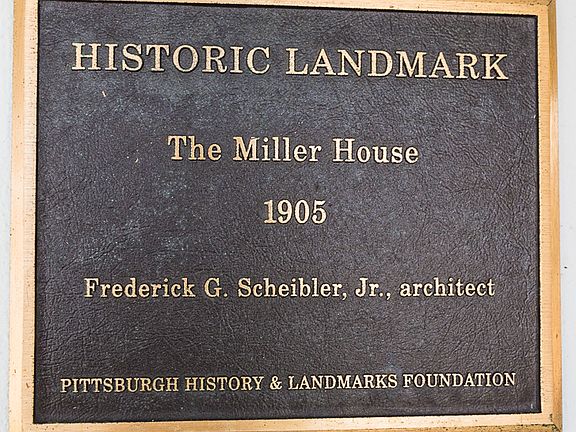 HISTORIC LANDMARK
The Miller House
1905
Frederick G. Scheibler, Jr., architect
PITTSBURGH HISTORY & LANDMARKS FOUNDATION